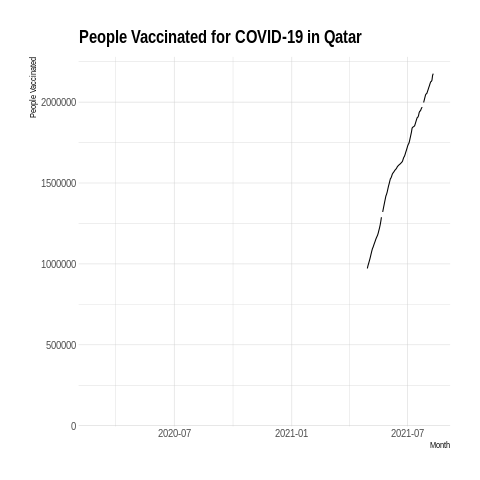 People Vaccinated for COVID-19 in Qatar
People Vaccinated
2000000
1500000
1000000
500000
0
2020-07
2021-01
2021-07
Month